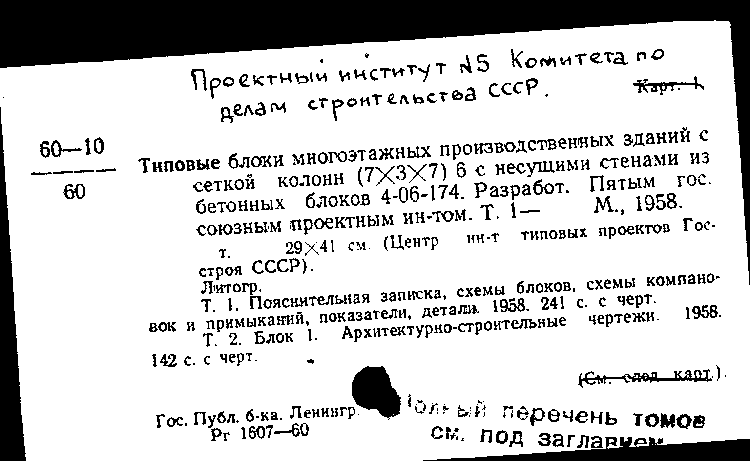 Проектный институт №5 Комитета по
делам строительства СССР.
Карт. 1.
60—10
60
Типовые блоки многоэтажных производственных зданий с
сеткой колонн (7×3×7) 6 с несущими стенами из
бетонных блоков 4-06-174. Разработ. Пятым гос.
союзным проектным ин-том. Т. 1— М., 1958.
т. 29×41 см. (Центр ин-т типовых проектов Гос-
строя СССР).
Литогр.
Т. 1. Пояснительная записка, схемы блоков, схемы компано-
вок и примыканий, показатели, детали. 1958. 241 с. с черт.
Т. 2. Блок 1. Архитектурно-строительные чертежи. 1958.
142 с. с черт.
(См. след. карт.).
Гос. Публ. б-ка. Ленингр.
Рг 1607—60
Полный перечень томов
см. под заглавием